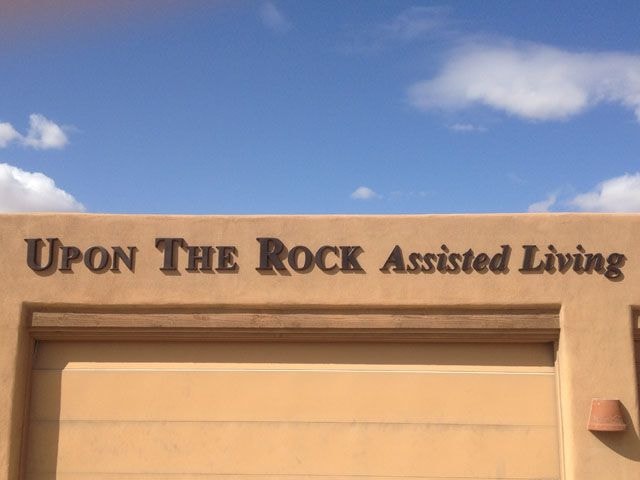 Upon The Rock Assisted Living